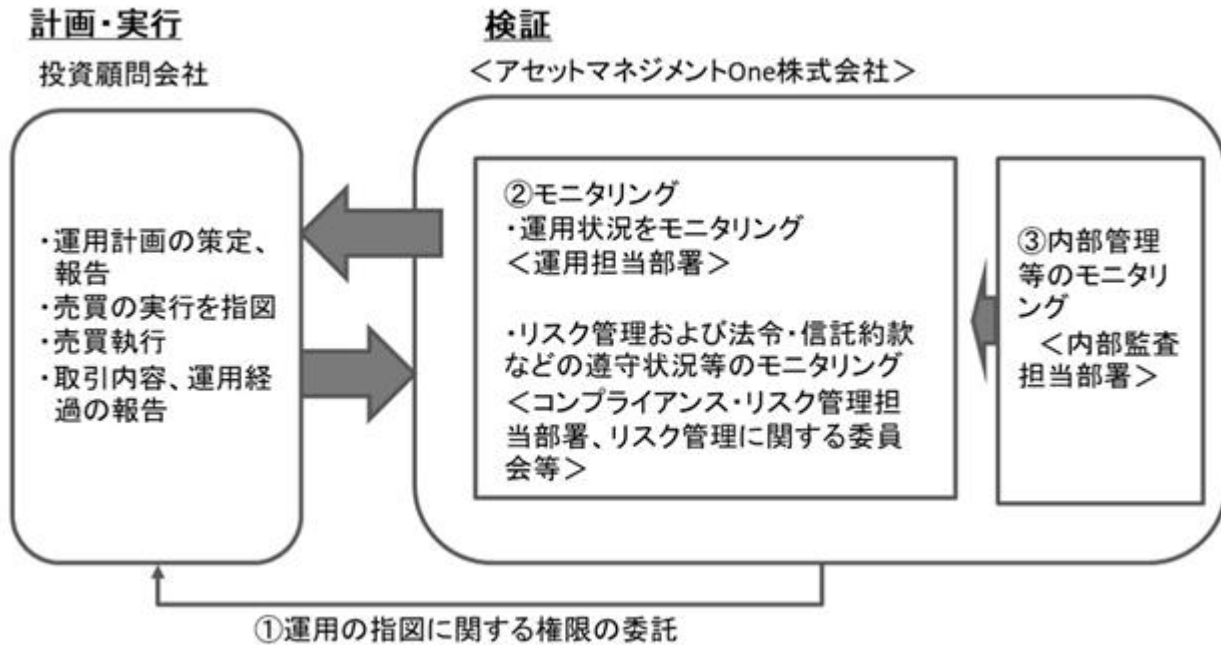 計画・実行
投資顧問会社
・運用計画の策定、
報告
・売買の実行を指図
・売買執行
・取引内容、運用経
過の報告
検証
＜アセットマネジメントOne株式会社＞
②モニタリング
・運用状況をモニタリング
＜運用担当部署＞
・リスク管理および法令・信託約款
などの遵守状況等のモニタリング
＜コンプライアンス・リスク管理担
当部署、リスク管理に関する委員
会等＞
③内部管理
等のモニタリ
ング
＜内部監査
担当部署＞
①運用の指図に関する権限の委託